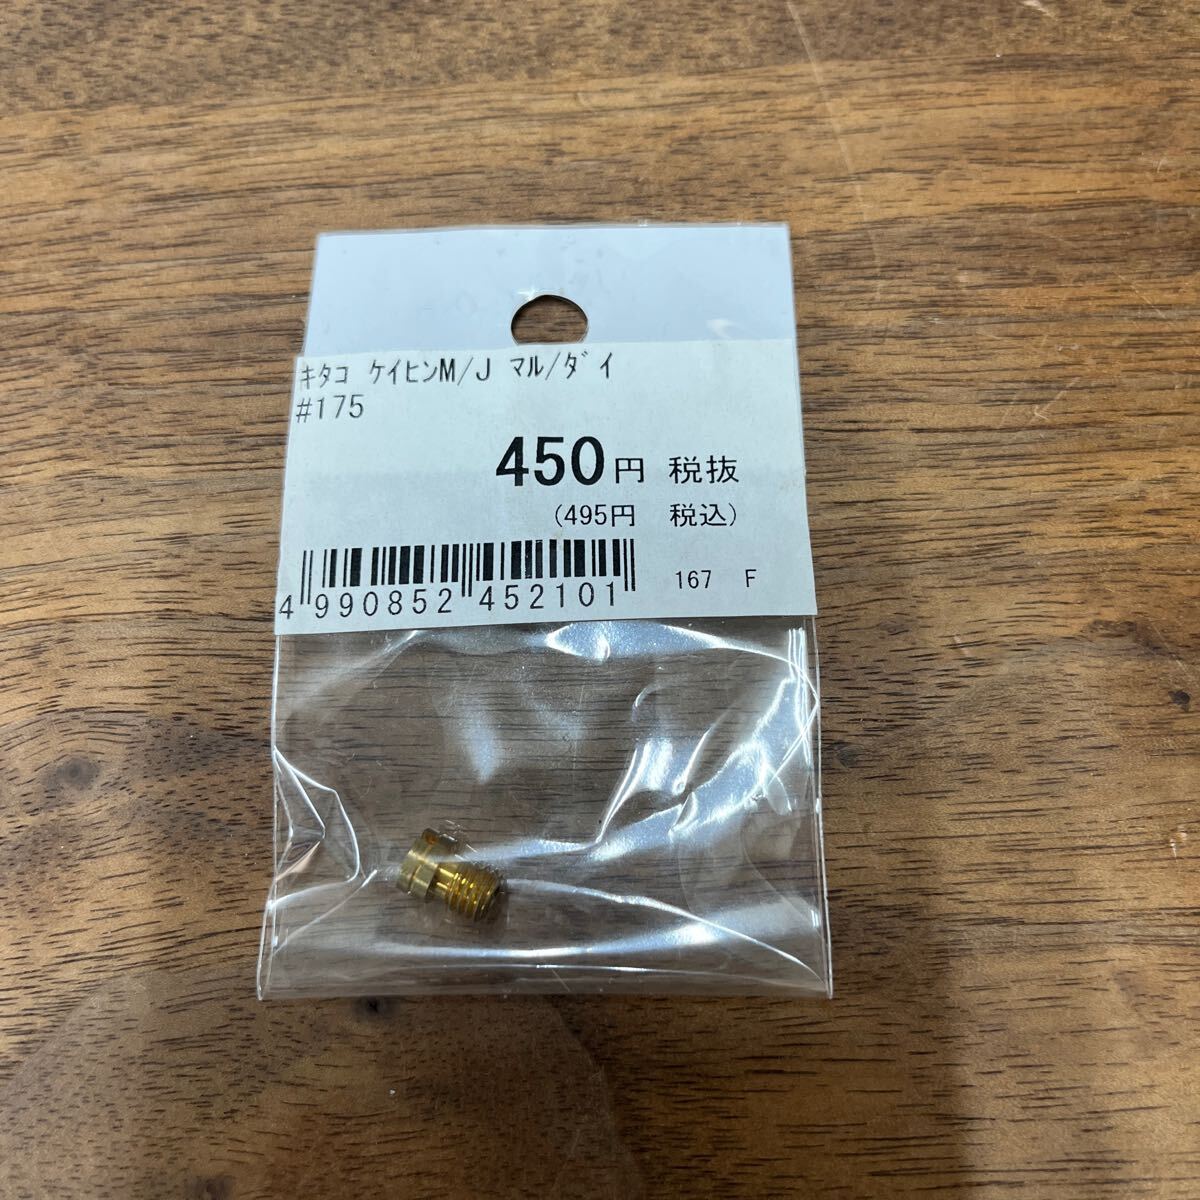 ｷﾀｺ ｹｲﾋﾝM/J ﾏﾙ/ﾀﾞｲ
#175
450円 税抜
(495円 税込)
4 990852 452101
167 F